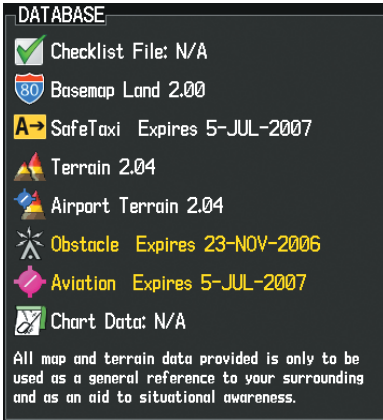 DATABASE
Checklist File: N/A
80 Basemap Land 2.00
A→ SafeTaxi Expires 5-JUL-2007
Terrain 2.04
Airport Terrain 2.04
Obstacle Expires 23-NOV-2006
Aviation Expires 5-JUL-2007
Chart Data: N/A
All map and terrain data provided is only to be
used as a general reference to your surrounding
and as an aid to situational awareness.